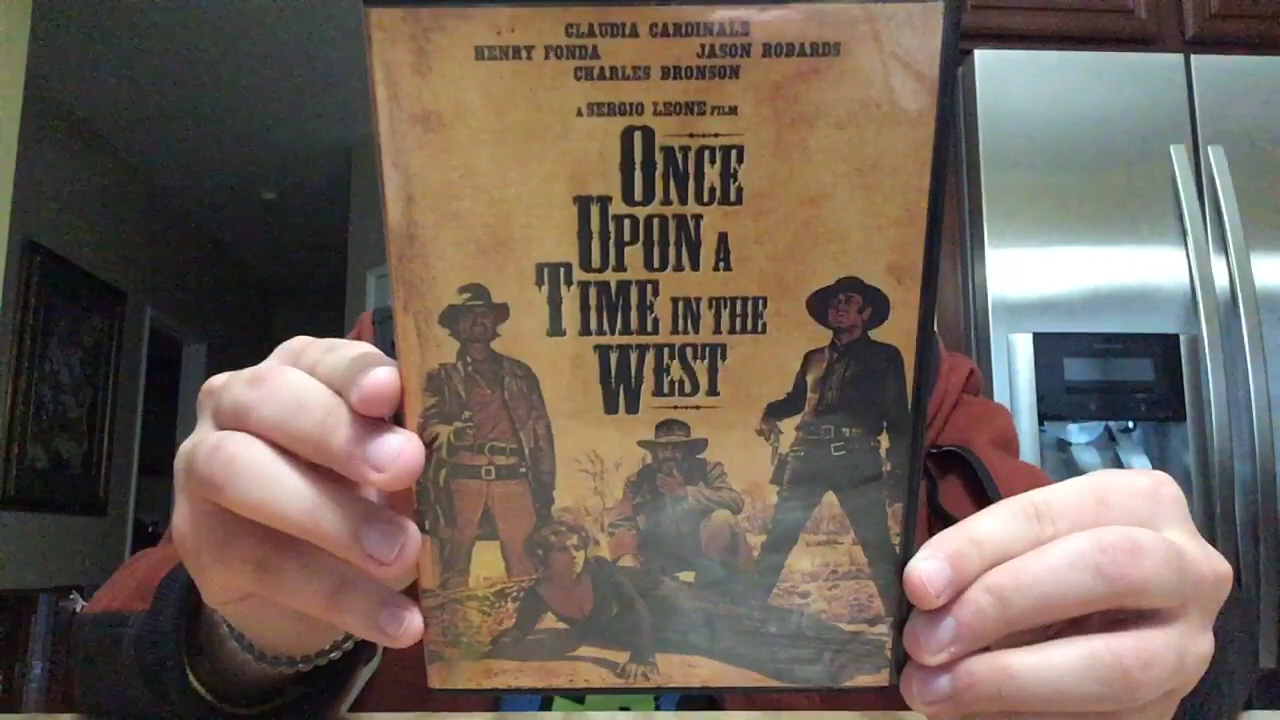 CLAUDIA CARDINALE
HENRY FONDA JASON ROBARDS
CHARLES BRONSON
A SERGIO LEONE FILM
ONCE
UPON A
TIME IN THE
WEST